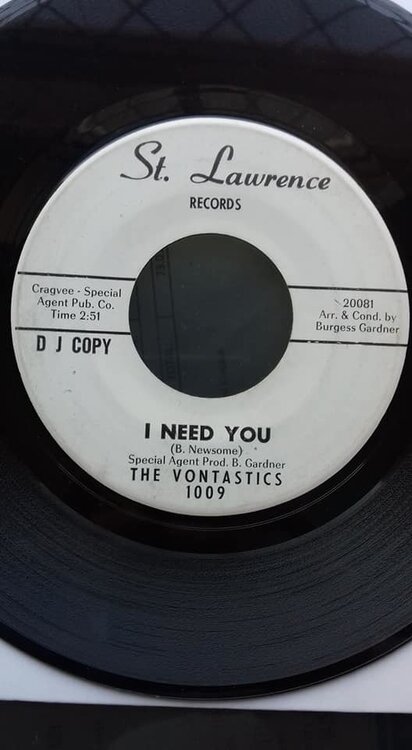 St. Lawrence
RECORDS
Cragvee - Special
Agent Pub. Co.
Time 2:51
D J COPY
20081
Arr. & Cond. by
Burgess Gardner
I NEED YOU
(B. Newsome)
Special Agent Prod. B. Gardner
THE VONTASTICS
1009